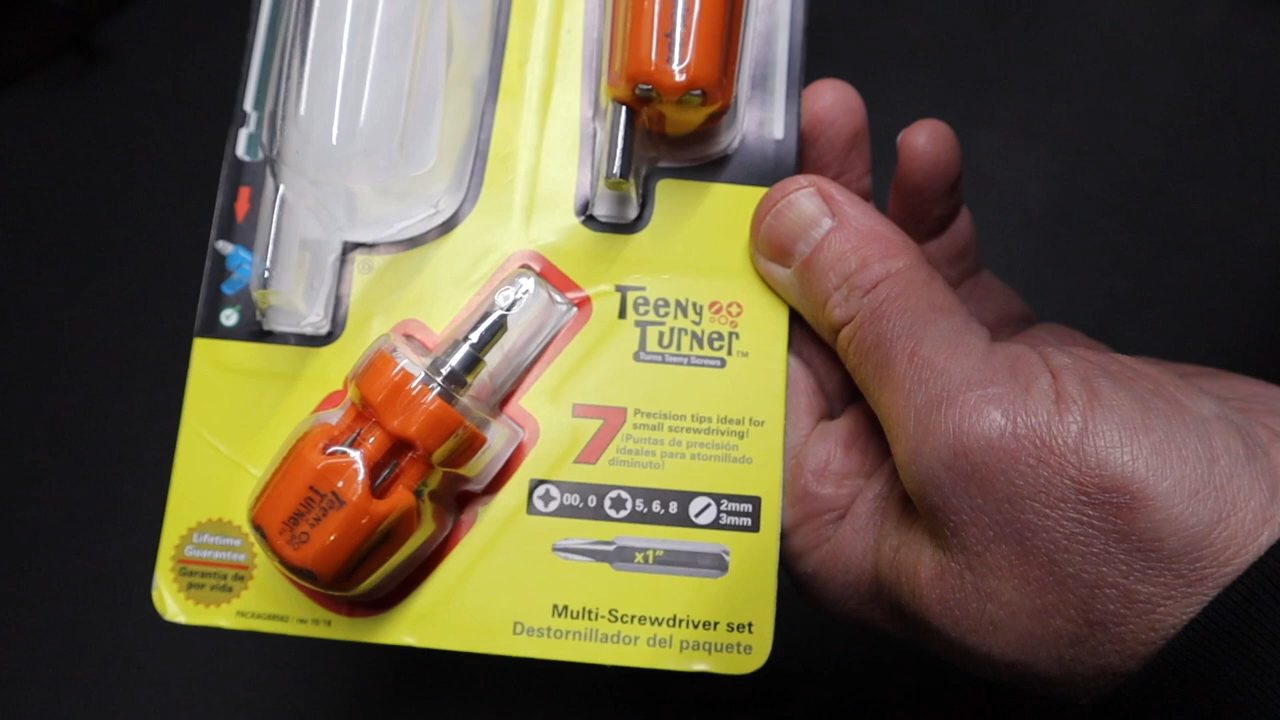 Teeny
Turner™
Turns Teeny Screws
7
Precision tips ideal for
small screwdriving!
¡Puntas de precisión
ideales para atornillado
diminuto!
00, 0
5, 6, 8
2mm
3mm
x1"
Teeny
Turner
Lifetime
Guarantee
Garantía de
por vida
Multi-Screwdriver set
Destornillador del paquete